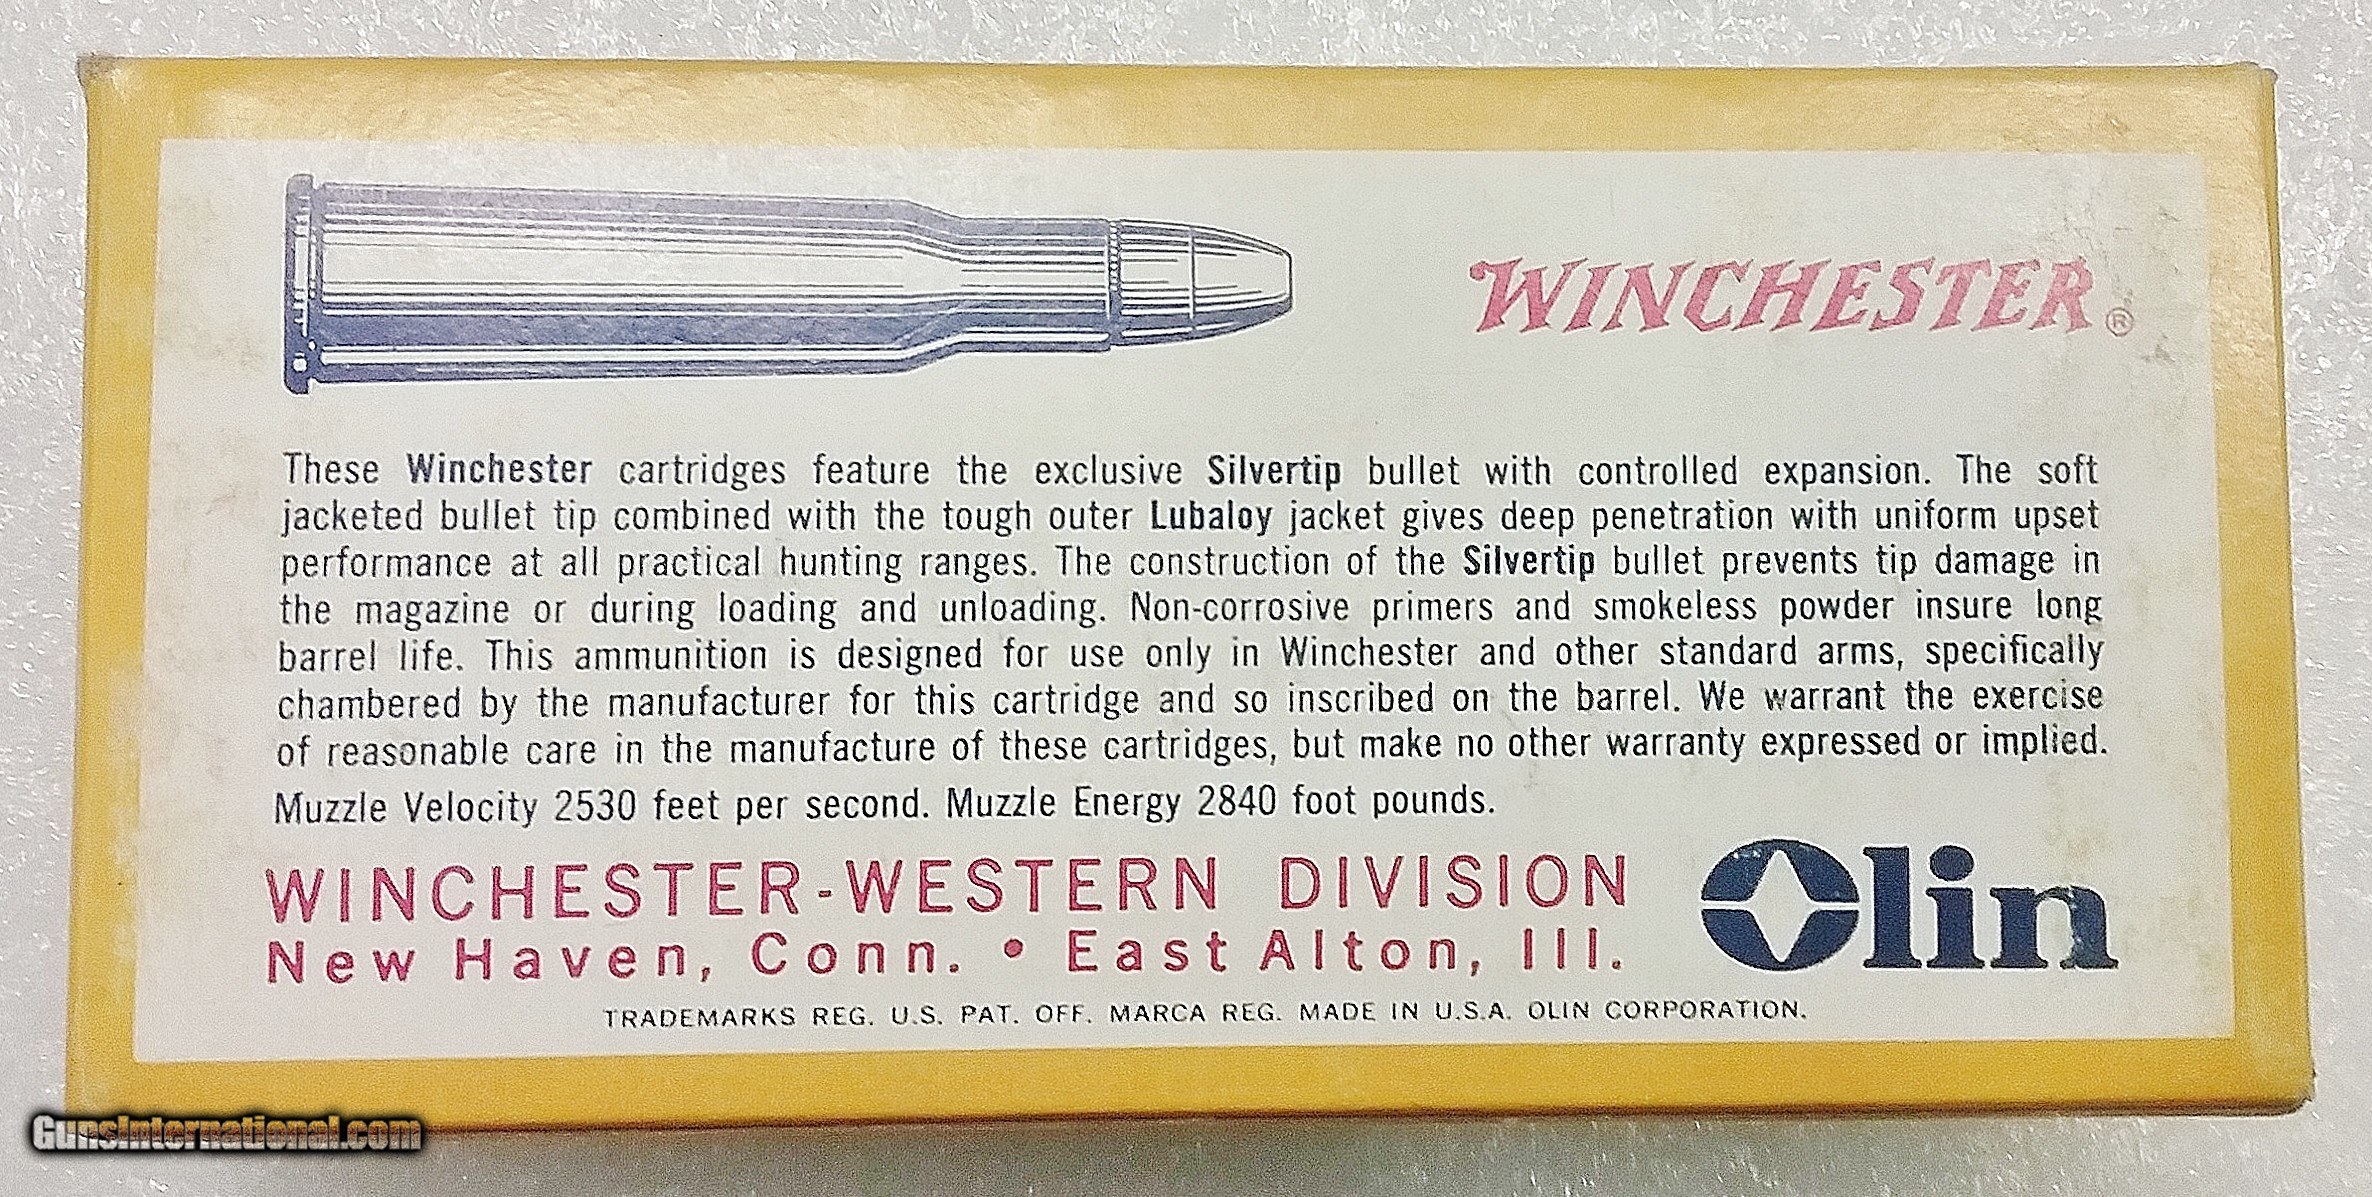 WINCHESTER®
These Winchester cartridges feature the exclusive Silvertip bullet with controlled expansion. The soft
jacketed bullet tip combined with the tough outer Lubaloy jacket gives deep penetration with uniform upset
performance at all practical hunting ranges. The construction of the Silvertip bullet prevents tip damage in
the magazine or during loading and unloading. Non-corrosive primers and smokeless powder insure long
barrel life. This ammunition is designed for use only in Winchester and other standard arms, specifically
chambered by the manufacturer for this cartridge and so inscribed on the barrel. We warrant the exercise
of reasonable care in the manufacture of these cartridges, but make no other warranty expressed or implied.
Muzzle Velocity 2530 feet per second. Muzzle Energy 2840 foot pounds.
WINCHESTER-WESTERN DIVISION
New Haven, Conn. • East Alton, Ill.
Olin
TRADEMARKS REG. U.S. PAT. OFF. MARCA REG. MADE IN U.S.A. OLIN CORPORATION.
GunsInternational.com